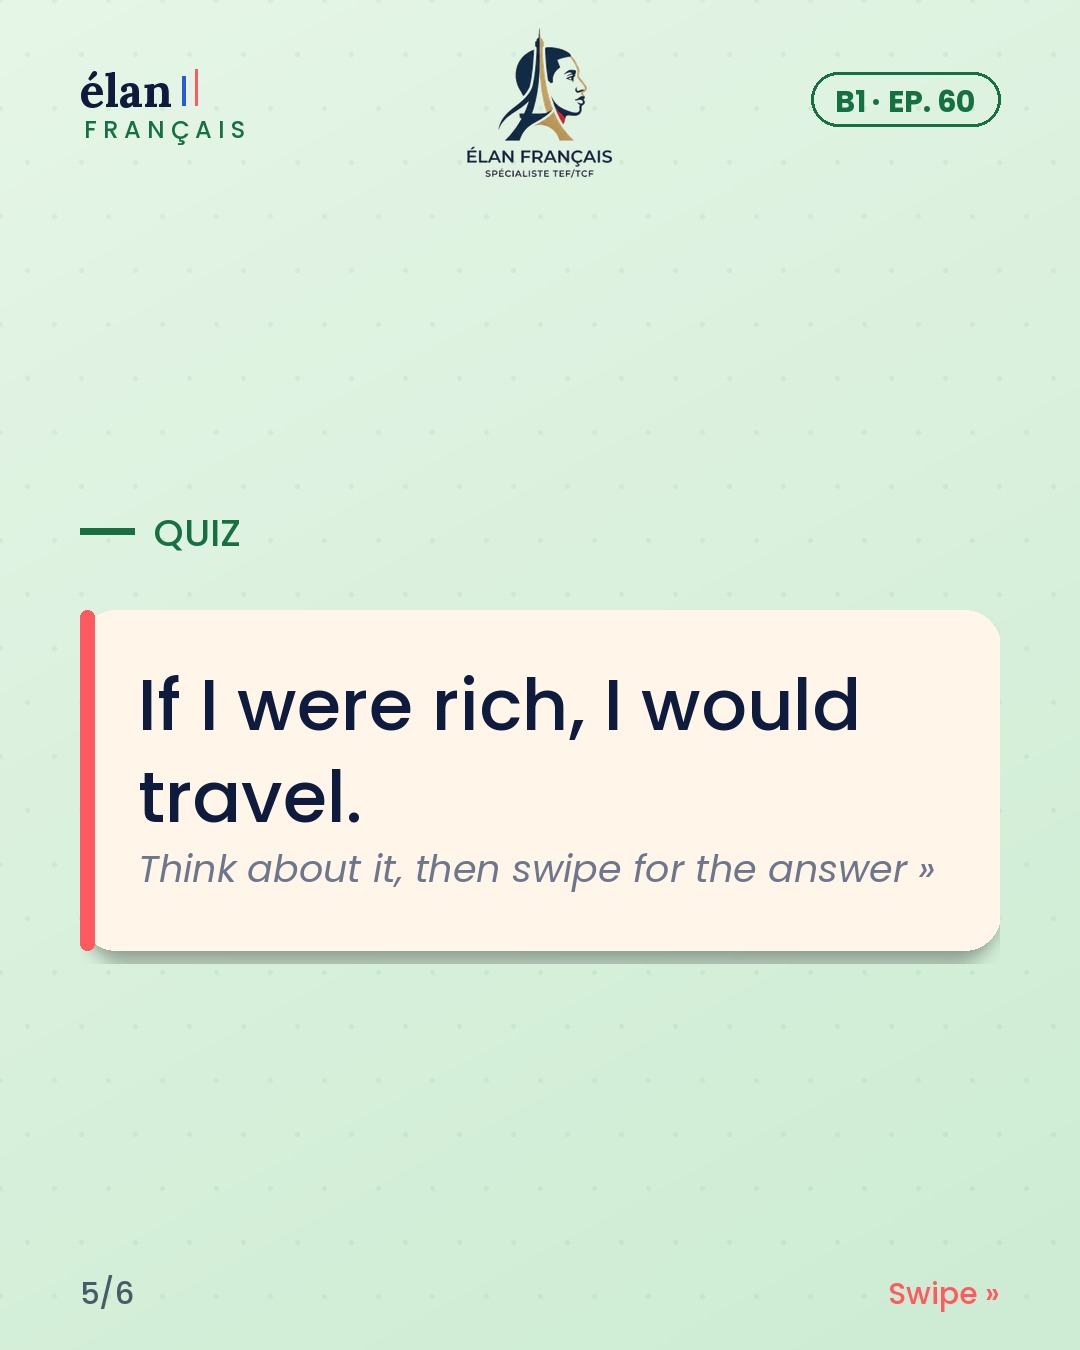 élan
FRANÇAIS
ÉLAN FRANÇAIS
SPÉCIALISTE TEF/TCF
B1 · EP. 60
QUIZ
If I were rich, I would
travel.
Think about it, then swipe for the answer »
5/6
Swipe »